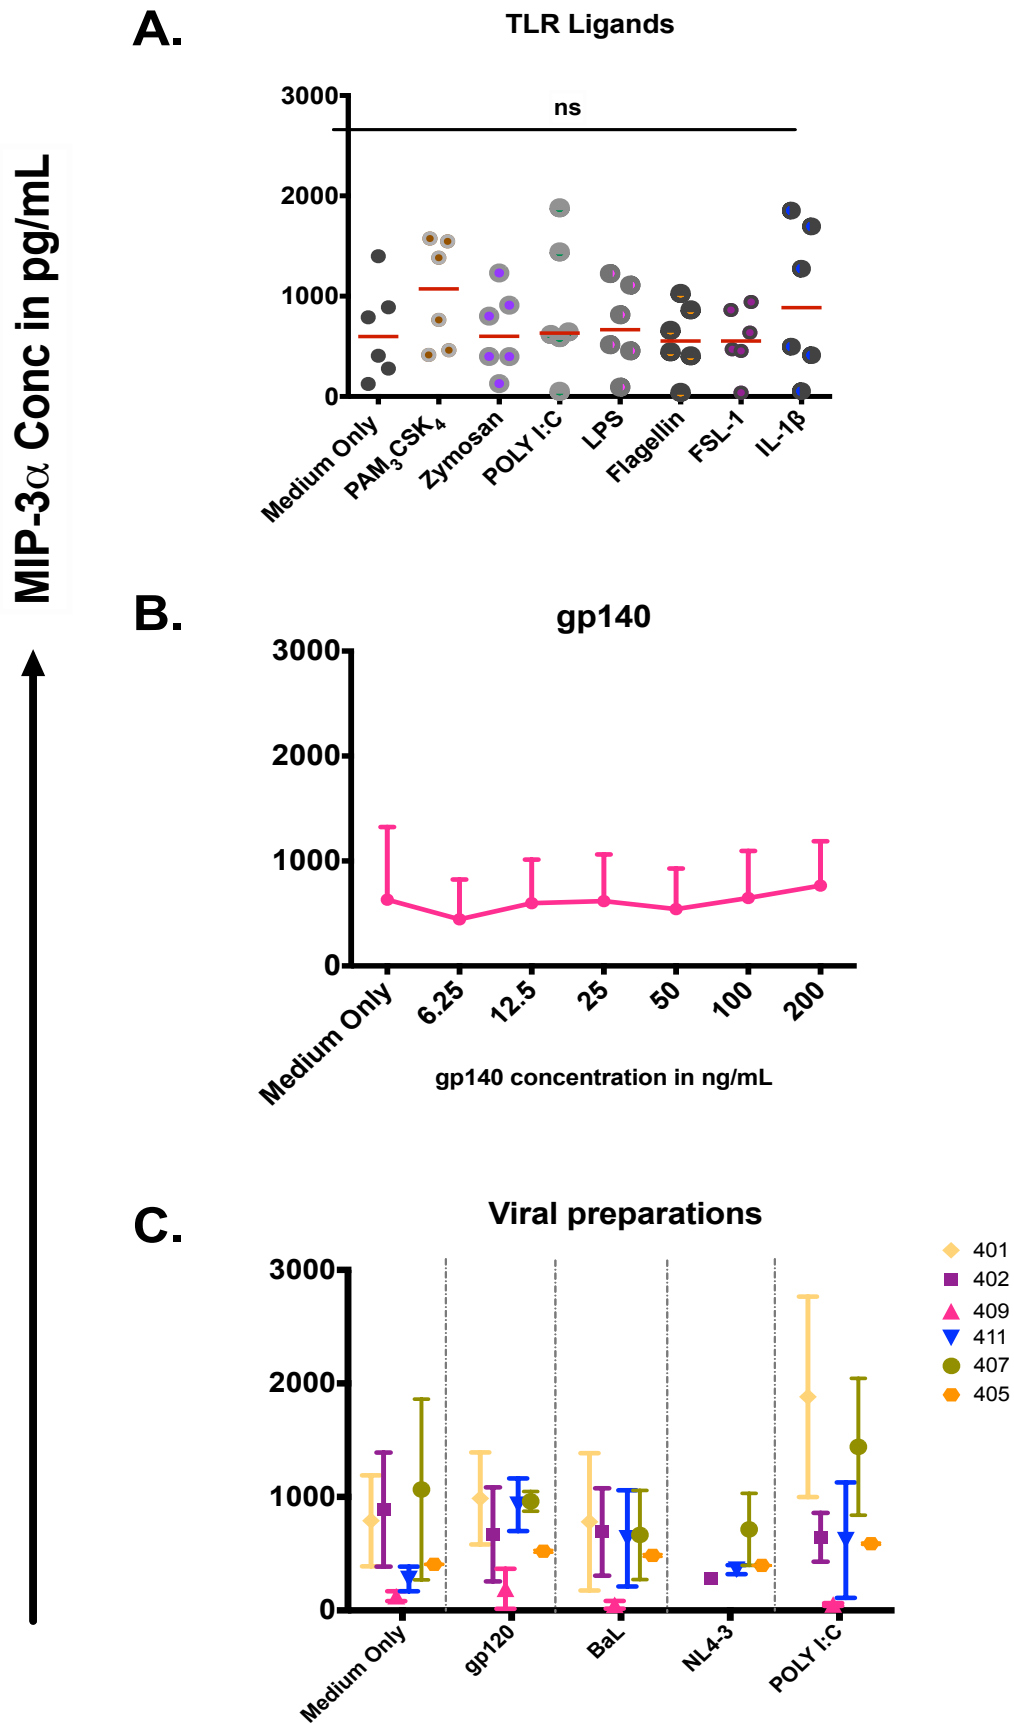 MIP-3α Conc in pg/mL
A.
TLR Ligands
3000
2000
1000
0
ns
Medium Only
PAM₃CSK₄
Zymosan
POLY I:C
LPS
Flagellin
FSL-1
IL-1β
B.
gp140
3000
2000
1000
0
Medium Only
6.25
12.5
25
50
100
200
gp140 concentration in ng/mL
C.
Viral preparations
3000
2000
1000
0
Medium Only
gp120
BaL
NL4-3
POLY I:C
401
402
409
411
407
405